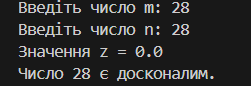 Введіть число m: 28
Введіть число n: 28
Значення z = 0.0
Число 28 є досконалим.